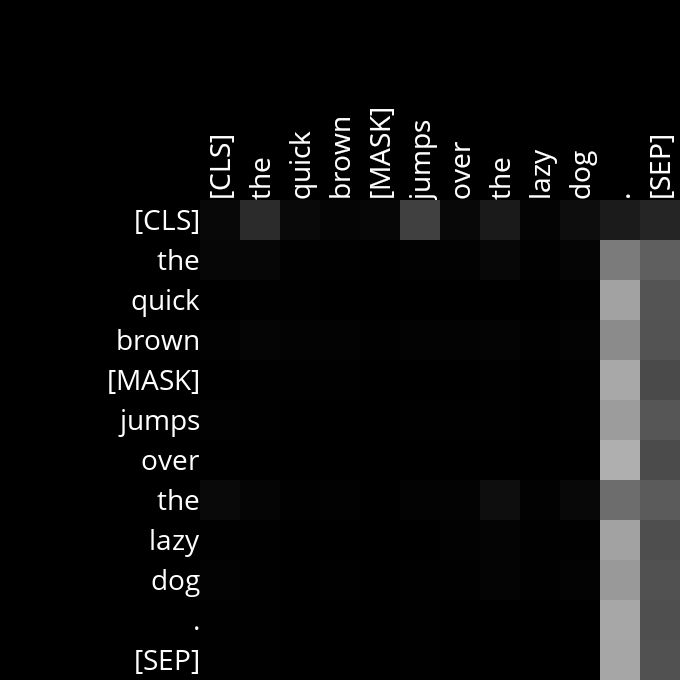 [CLS] the quick brown [MASK] jumps over the lazy dog . [SEP]
[CLS]
the
quick
brown
[MASK]
jumps
over
the
lazy
dog
.
[SEP]